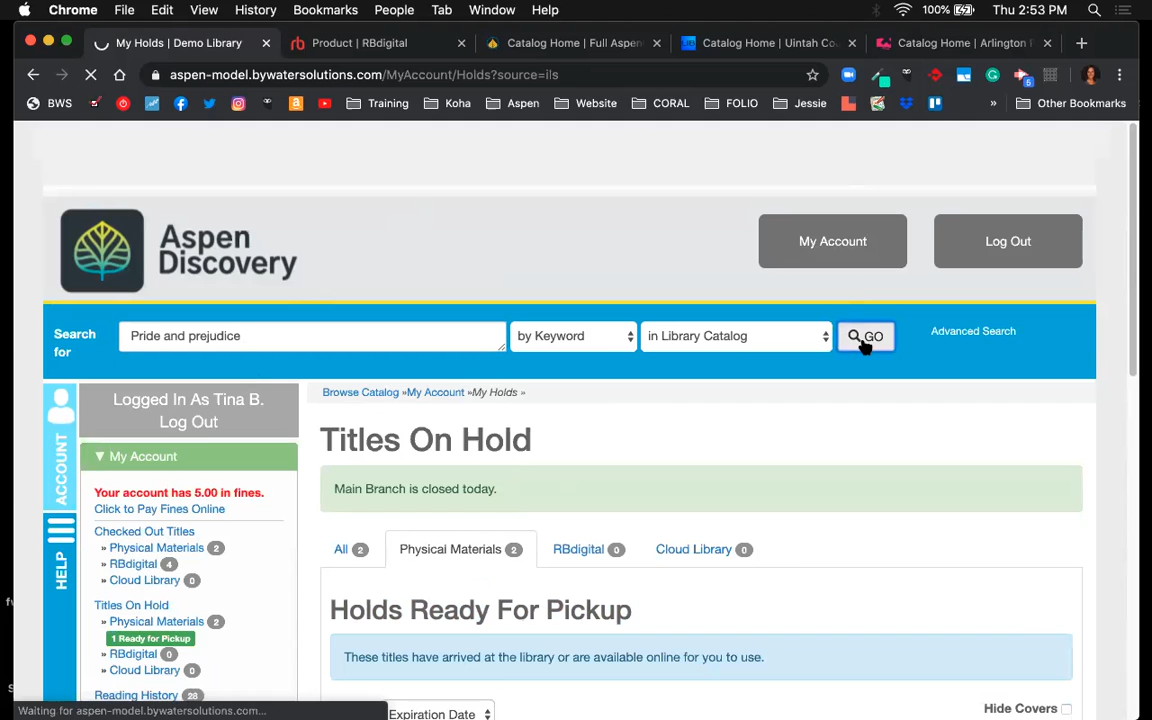 Chrome File Edit View History Bookmarks People Tab Window Help 100% Thu 2:53 PM
My Holds | Demo Library Product | RBdigital Catalog Home | Full Aspen Catalog Home | Uintah Co Catalog Home | Arlington
aspen-model.bywatersolutions.com/MyAccount/Holds?source=ils 5
BWS Training Koha Aspen Website CORAL FOLIO Jessie » Other Bookmarks
Aspen
Discovery
My Account Log Out
Search
for
Pride and prejudice by Keyword in Library Catalog GO Advanced Search
ACCOUNT
HELP
Logged In As Tina B.
Log Out
▼ My Account
Your account has 5.00 in fines.
Click to Pay Fines Online
Checked Out Titles
» Physical Materials 2
» RBdigital 4
» Cloud Library 0
Titles On Hold
» Physical Materials 2
1 Ready for Pickup
» RBdigital 0
» Cloud Library 0
Reading History 28
Browse Catalog »My Account »My Holds »
Titles On Hold
Main Branch is closed today.
All 2 Physical Materials 2 RBdigital 0 Cloud Library 0
Holds Ready For Pickup
These titles have arrived at the library or are available online for you to use.
Expiration Date Hide Covers
Waiting for aspen-model.bywatersolutions.com...